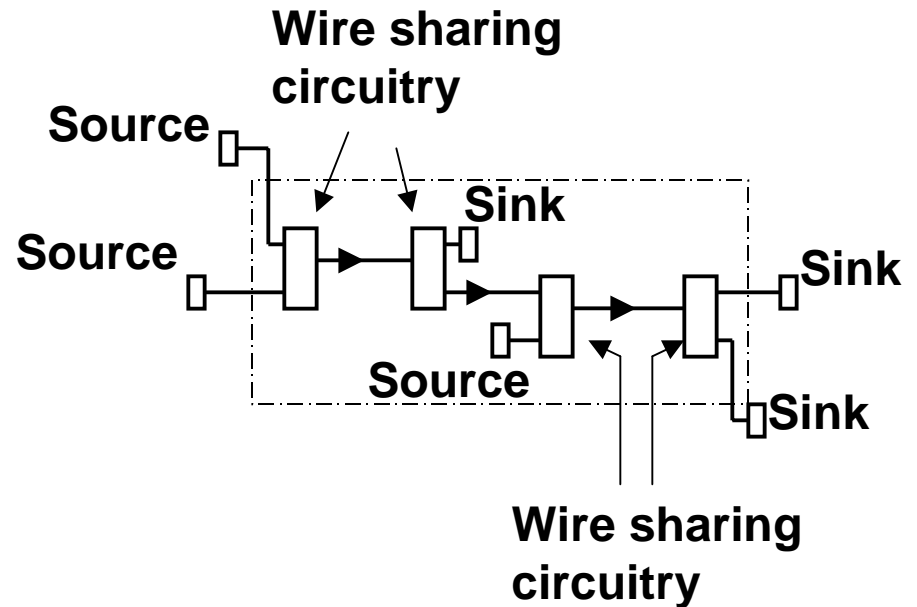 Wire sharing
circuitry
Source
Sink
Source
Sink
Source
Sink
Wire sharing
circuitry